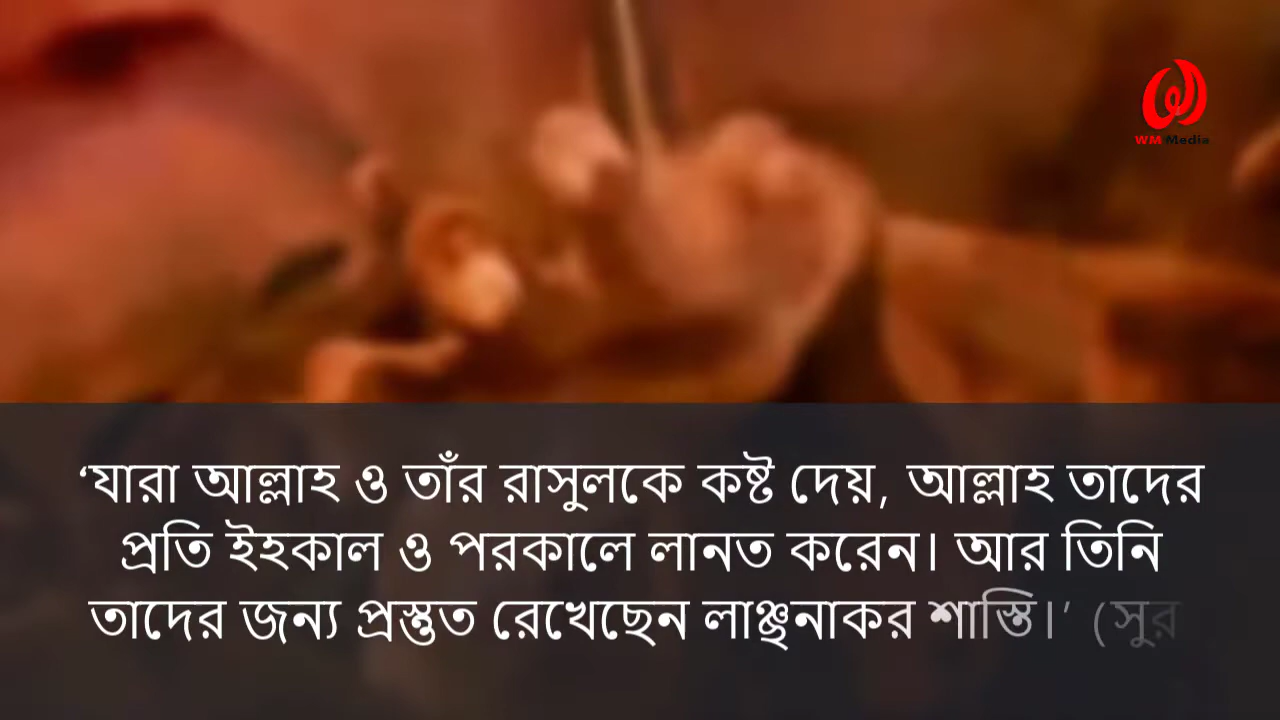 WM Media
‘যারা আল্লাহ ও তাঁর রাসুলকে কষ্ট দেয়, আল্লাহ তাদের
প্রতি ইহকাল ও পরকালে লানত করেন। আর তিনি
তাদের জন্য প্রস্তুত রেখেছেন লাঞ্ছনাকর শাস্তি।’ (সুর